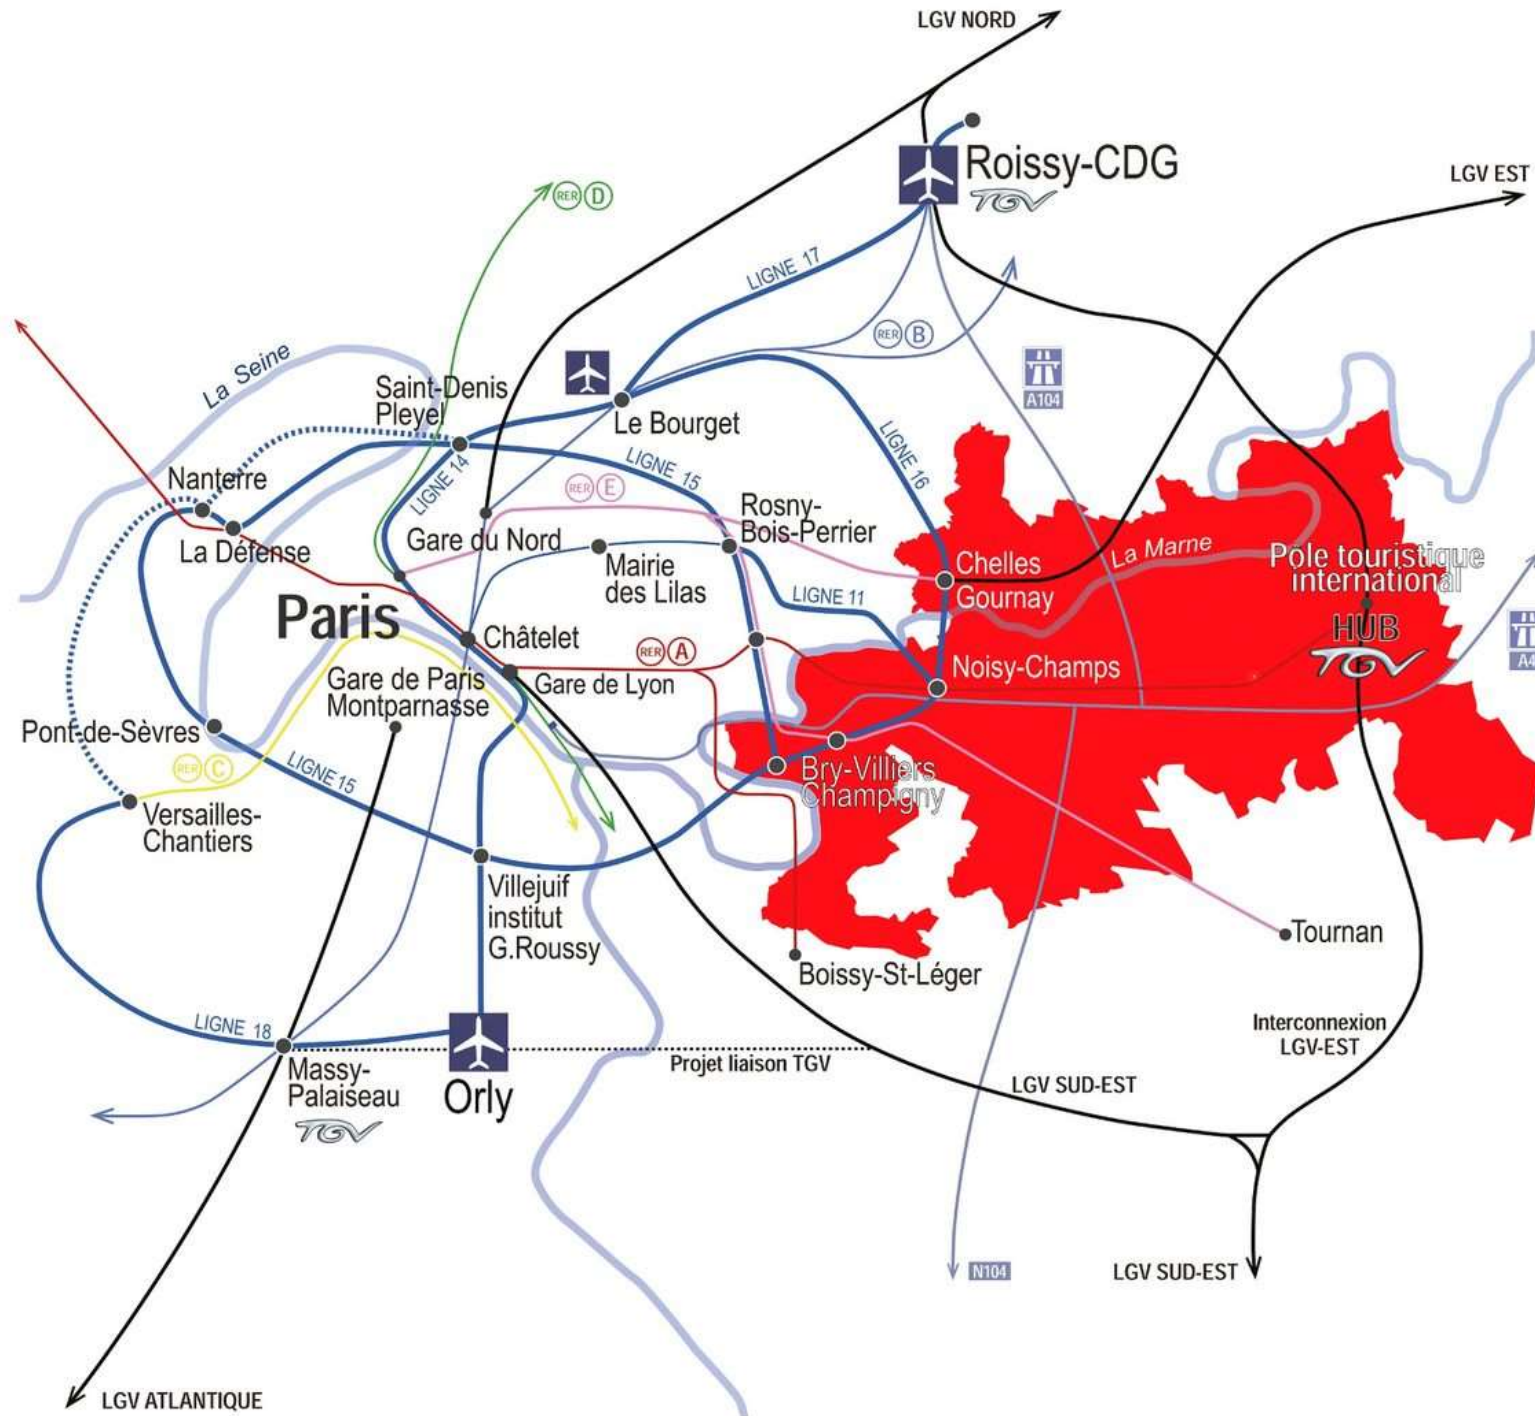 LGV NORD
Roissy-CDG
TGV
LGV EST
RER D
LIGNE 17
RER B
A104
La Seine
Saint-Denis
Pleyel
Le Bourget
LIGNE 14
LIGNE 15
LIGNE 16
Nanterre
La Défense
RER E
Gare du Nord
Rosny-
Bois-Perrier
Mairie
des Lilas
LIGNE 11
Chelles
Gournay
La Marne
Pôle touristique
international
HUB
TGV
A4
Paris
Châtelet
RER A
Gare de Lyon
Noisy-Champs
Gare de Paris
Montparnasse
Pont-de-Sèvres
RER C
LIGNE 15
Bry-Villiers
Champigny
Versailles-
Chantiers
Villejuif
institut
G.Roussy
Boissy-St-Léger
Tournan
LIGNE 18
Massy-
Palaiseau
TGV
Orly
Projet liaison TGV
Interconnexion
LGV-EST
LGV SUD-EST
N104
LGV SUD-EST
LGV ATLANTIQUE